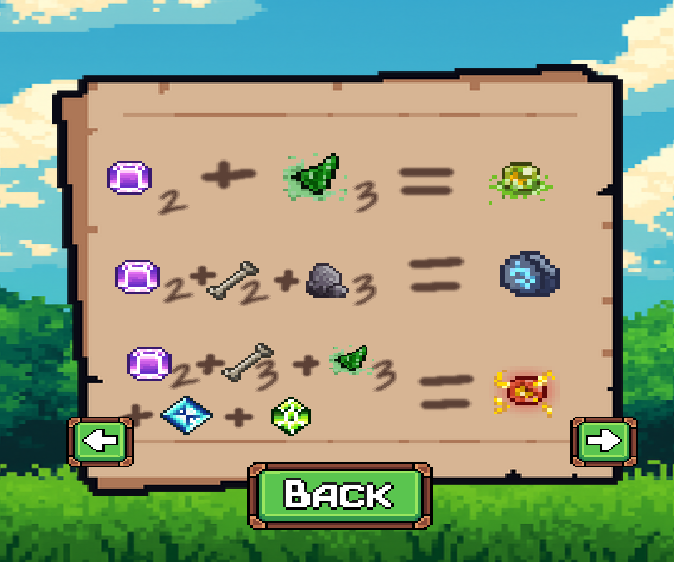 2 + 3 =
2 + 2 + 3 =
2 + 3 + 3
+ + =
BACK